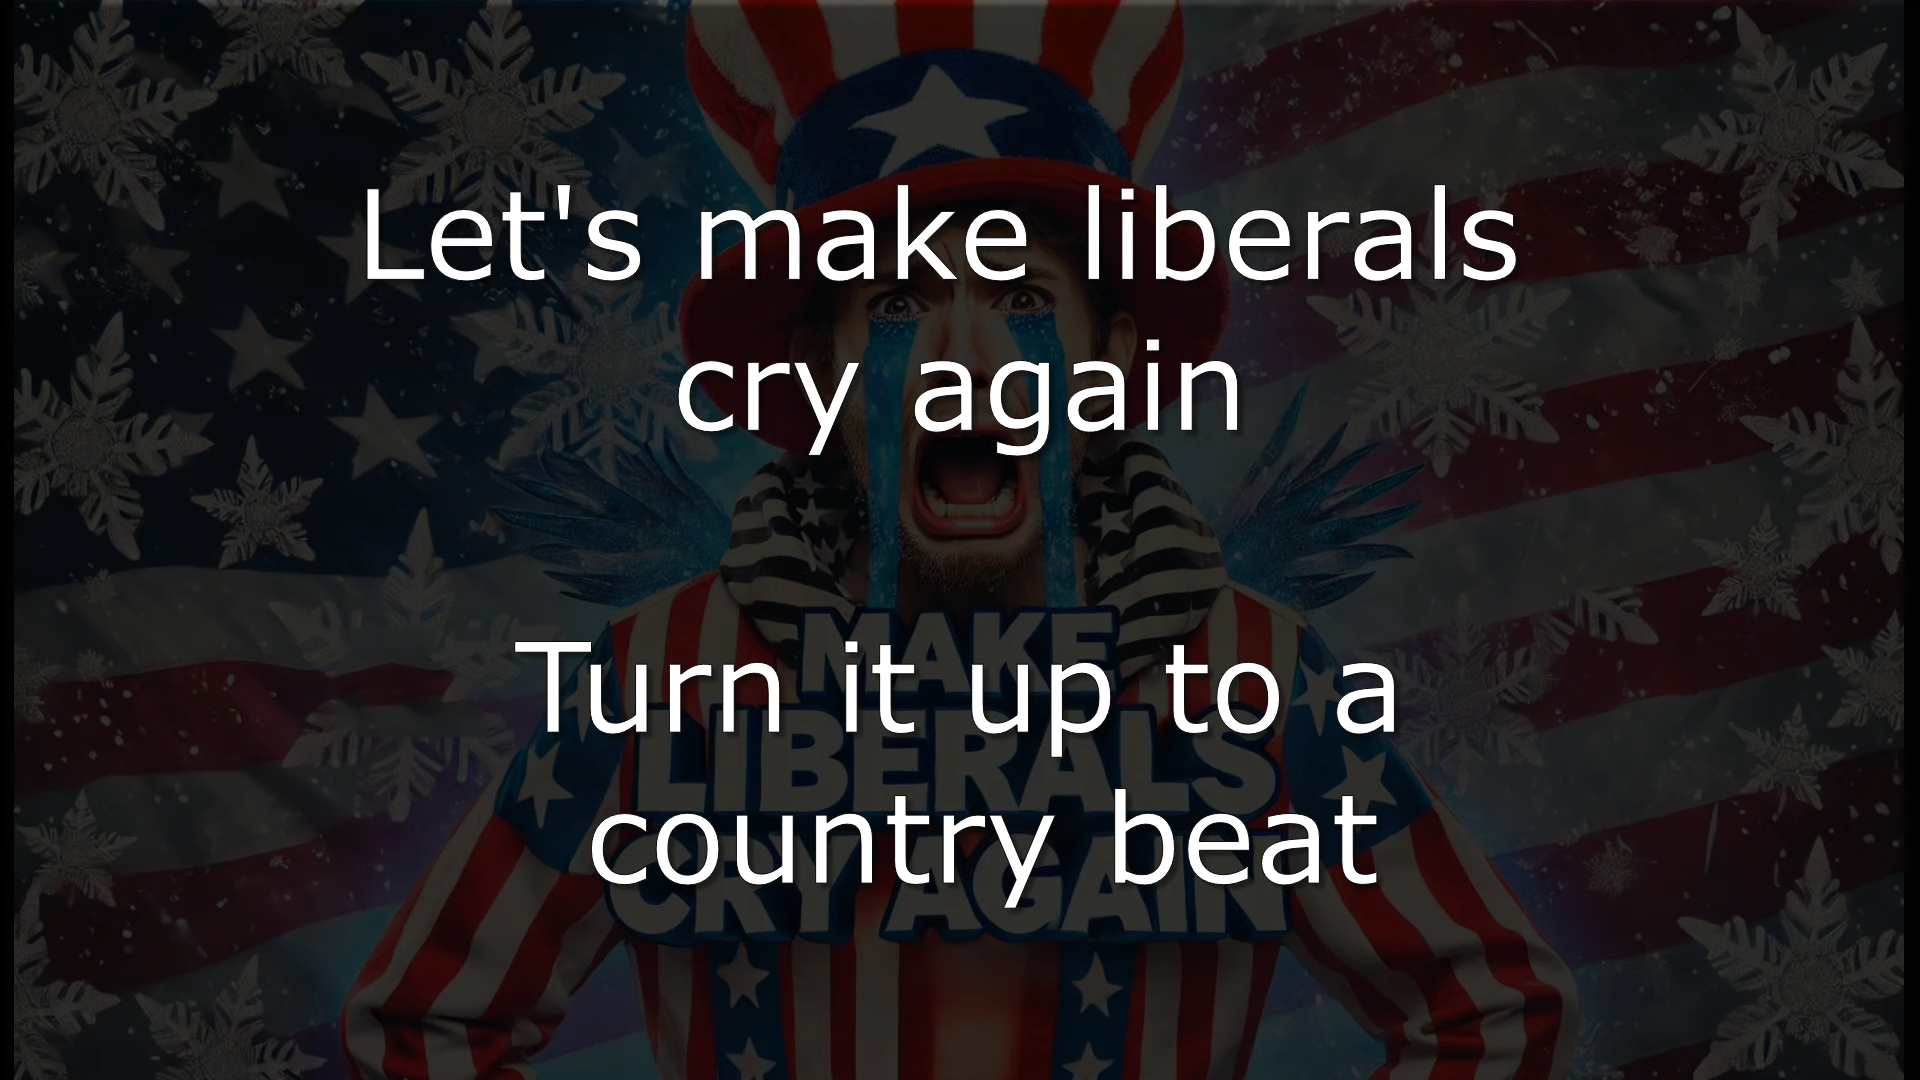 Let's make liberals
cry again
MAKE
Turn it up to a
LIBERALS
country beat
CRY AGAIN